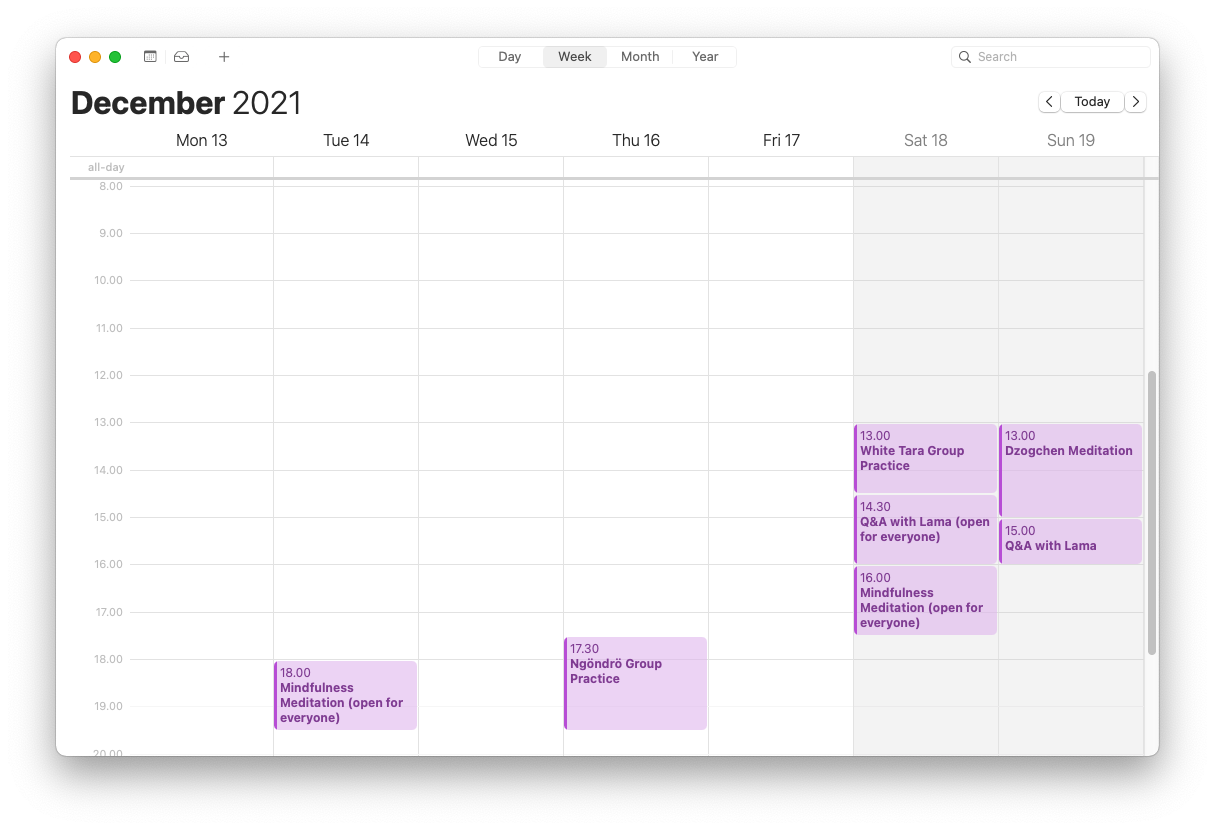 Day Week Month Year
Search
December 2021
Today
Mon 13 Tue 14 Wed 15 Thu 16 Fri 17 Sat 18 Sun 19
all-day
8.00
9.00
10.00
11.00
12.00
13.00
14.00
15.00
16.00
17.00
18.00
19.00
20.00
18.00
Mindfulness
Meditation (open for
everyone)
17.30
Ngöndrö Group
Practice
13.00
White Tara Group
Practice
14.30
Q&A with Lama (open
for everyone)
16.00
Mindfulness
Meditation (open for
everyone)
13.00
Dzogchen Meditation
15.00
Q&A with Lama